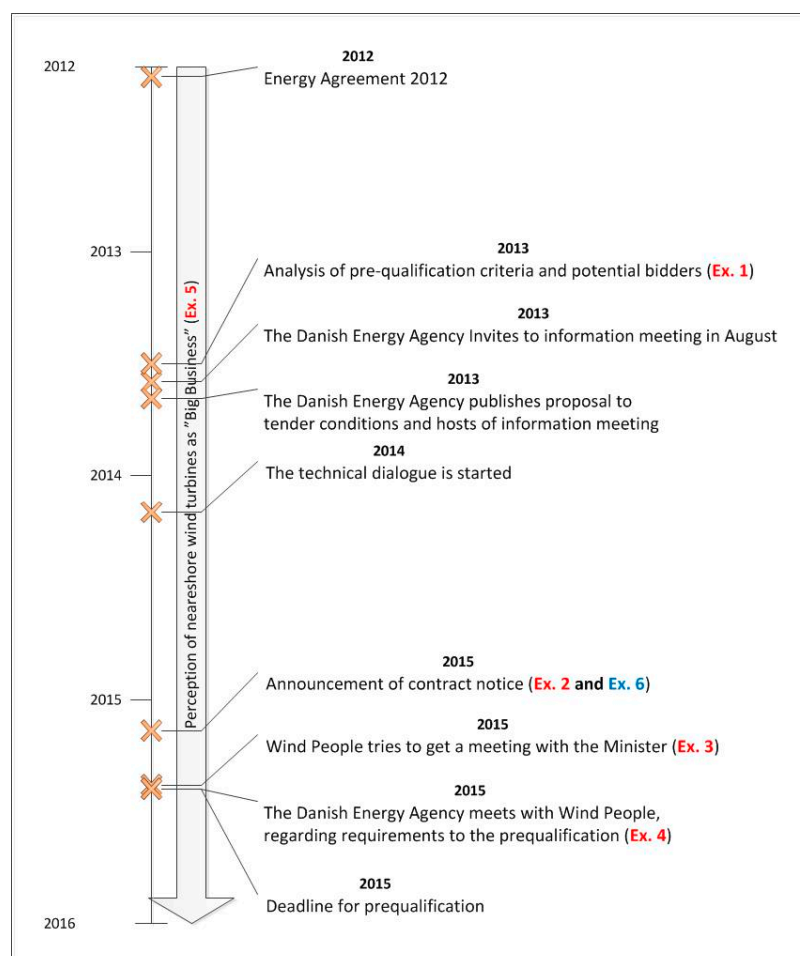 2012
2012
Energy Agreement 2012
2013
2013
Analysis of pre-qualification criteria and potential bidders (Ex. 1)
2013
The Danish Energy Agency Invites to information meeting in August
2013
The Danish Energy Agency publishes proposal to
tender conditions and hosts of information meeting
2014
2014
The technical dialogue is started
Perception of neareshore wind turbines as ”Big Business” (Ex. 5)
2015
2015
Announcement of contract notice (Ex. 2 and Ex. 6)
2015
Wind People tries to get a meeting with the Minister (Ex. 3)
2015
The Danish Energy Agency meets with Wind People,
regarding requirements to the prequalification (Ex. 4)
2015
Deadline for prequalification
2016